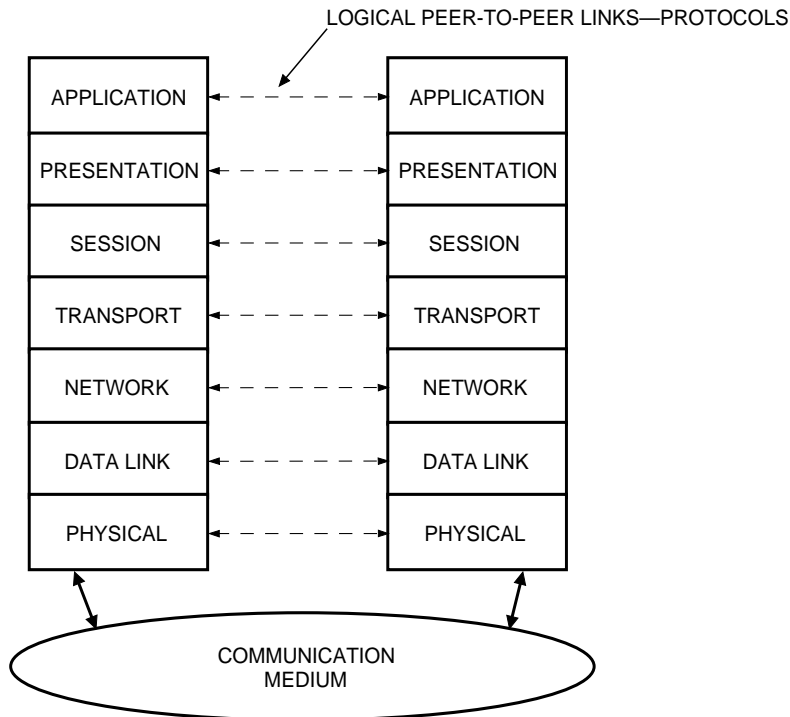 LOGICAL PEER-TO-PEER LINKS—PROTOCOLS
APPLICATION
APPLICATION
PRESENTATION
PRESENTATION
SESSION
SESSION
TRANSPORT
TRANSPORT
NETWORK
NETWORK
DATA LINK
DATA LINK
PHYSICAL
PHYSICAL
COMMUNICATION
MEDIUM